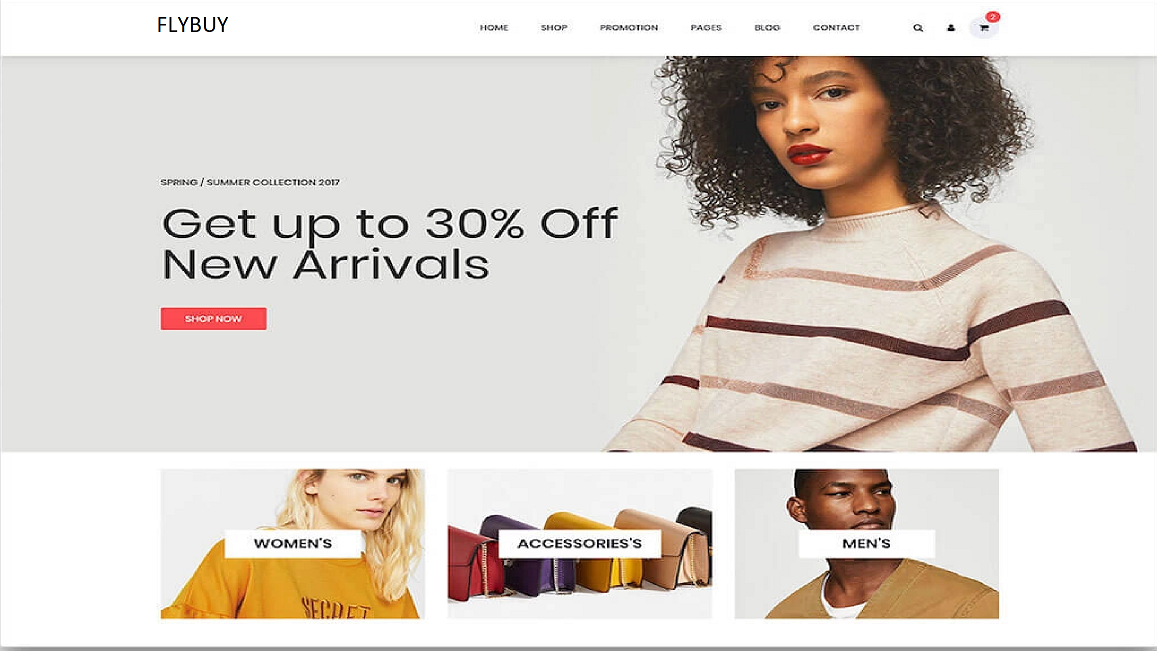 FLYBUY
HOME SHOP PROMOTION PAGES BLOG CONTACT
2
SPRING / SUMMER COLLECTION 2017
Get up to 30% Off
New Arrivals
SHOP NOW
WOMEN'S
ACCESSORIES'S
MEN'S
SECRET